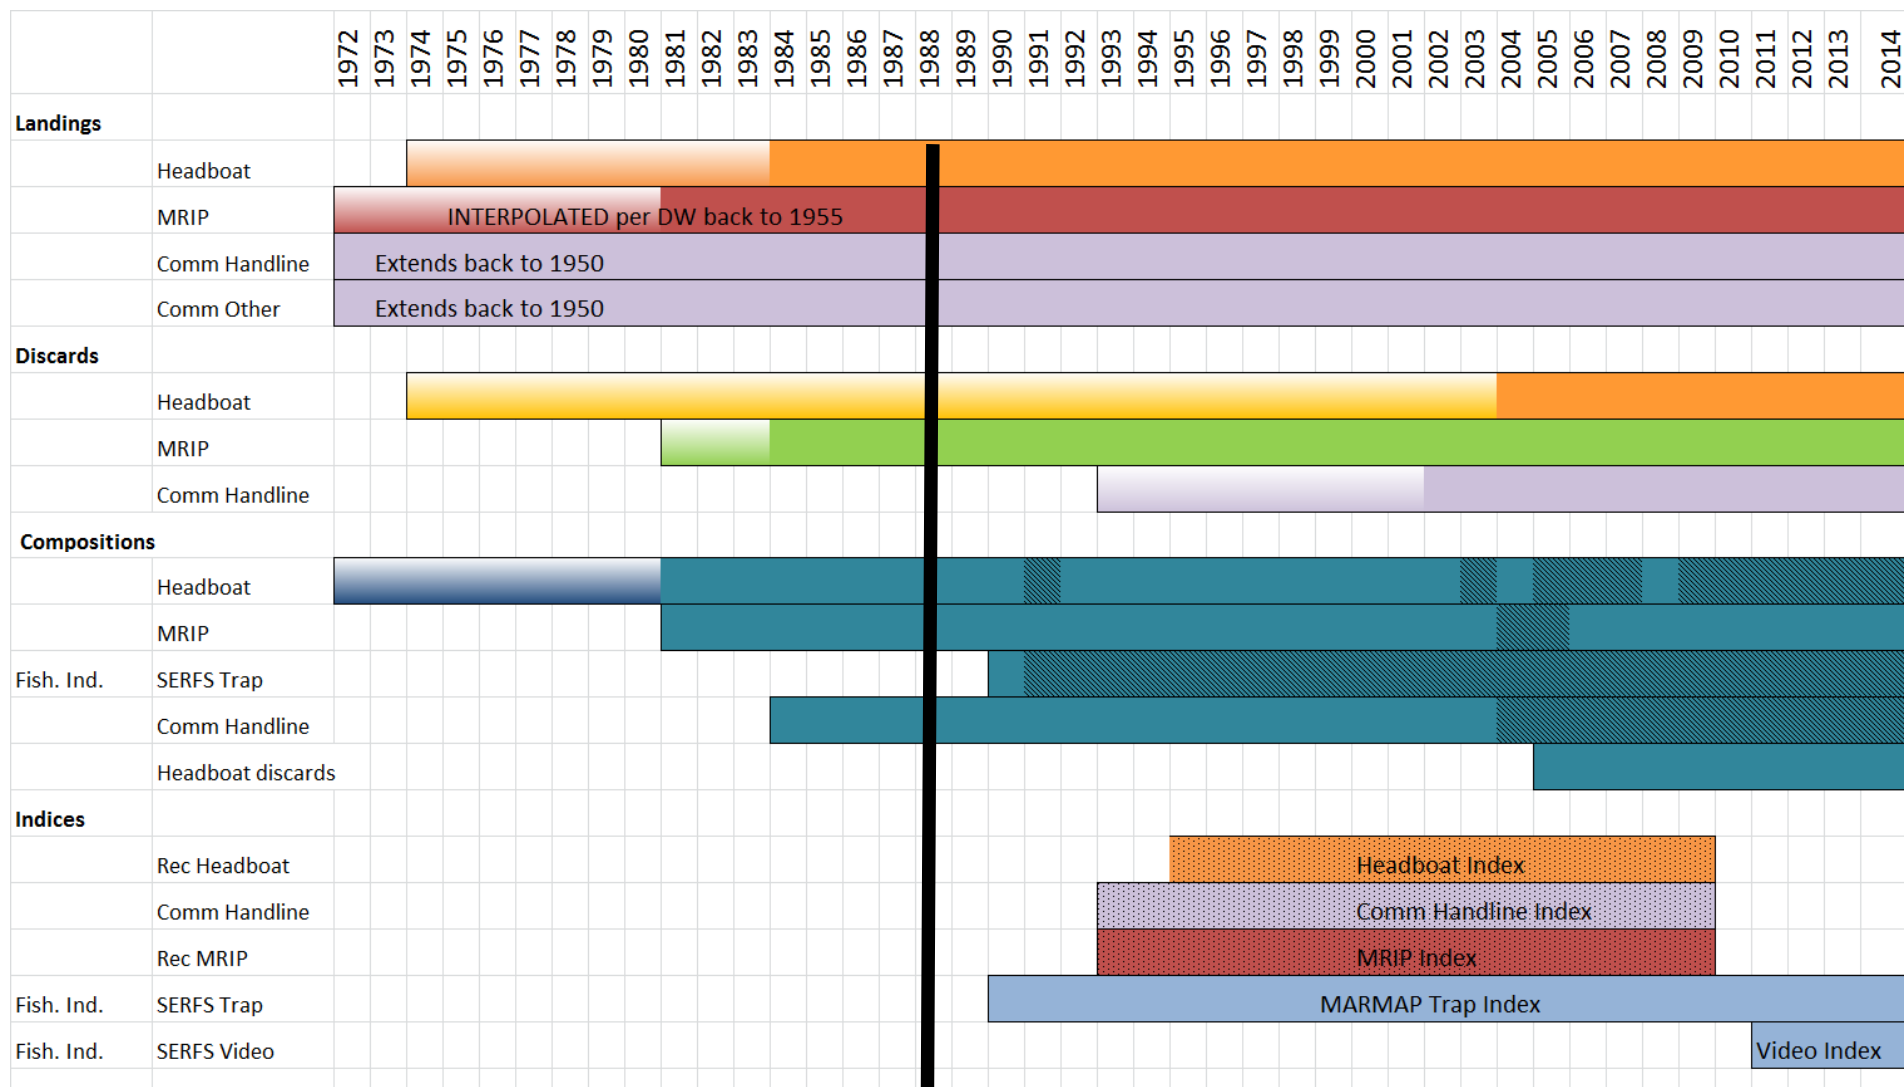 1972 1973 1974 1975 1976 1977 1978 1979 1980 1981 1982 1983 1984 1985 1986 1987 1988 1989 1990 1991 1992 1993 1994 1995 1996 1997 1998 1999 2000 2001 2002 2003 2004 2005 2006 2007 2008 2009 2010 2011 2012 2013 2014
Landings
Headboat
MRIP INTERPOLATED per DW back to 1955
Comm Handline Extends back to 1950
Comm Other Extends back to 1950
Discards
Headboat
MRIP
Comm Handline
Compositions
Headboat
MRIP
Fish. Ind. SERFS Trap
Comm Handline
Headboat discards
Indices
Rec Headboat Headboat Index
Comm Handline Comm Handline Index
Rec MRIP MRIP Index
Fish. Ind. SERFS Trap MARMAP Trap Index
Fish. Ind. SERFS Video Video Index